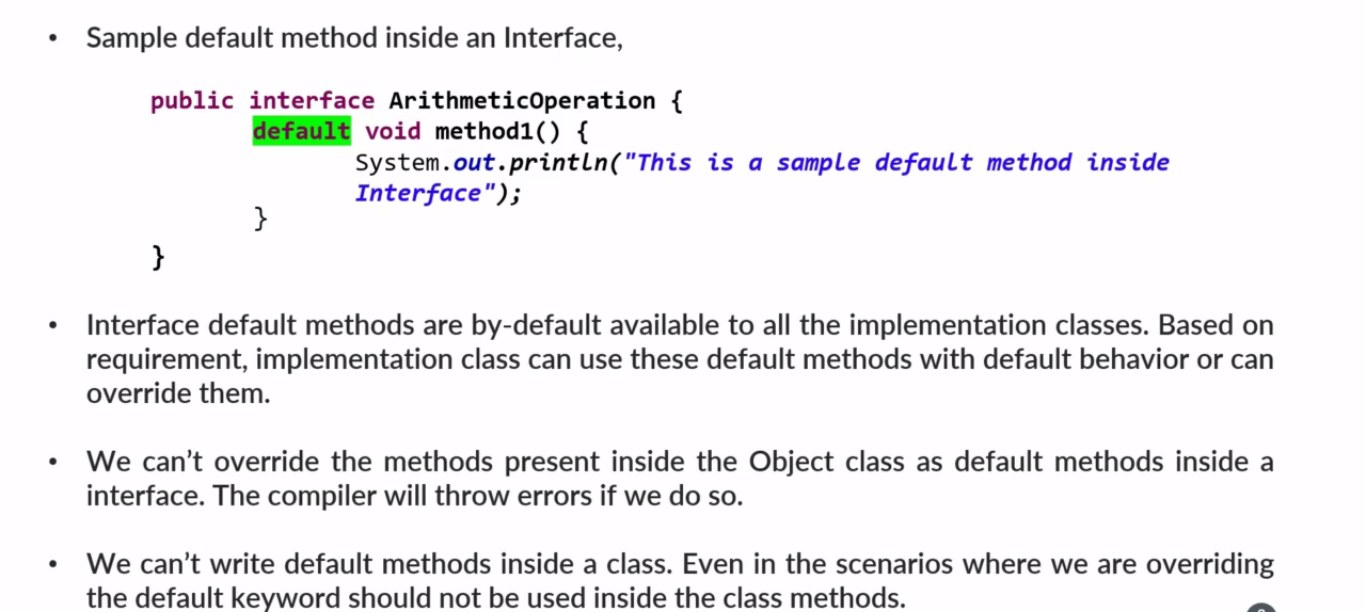 • Sample default method inside an Interface,
public interface ArithmeticOperation {
default void method1() {
System.out.println("This is a sample default method inside
Interface");
}
}
• Interface default methods are by-default available to all the implementation classes. Based on
requirement, implementation class can use these default methods with default behavior or can
override them.
• We can't override the methods present inside the Object class as default methods inside a
interface. The compiler will throw errors if we do so.
• We can't write default methods inside a class. Even in the scenarios where we are overriding
the default keyword should not be used inside the class methods.